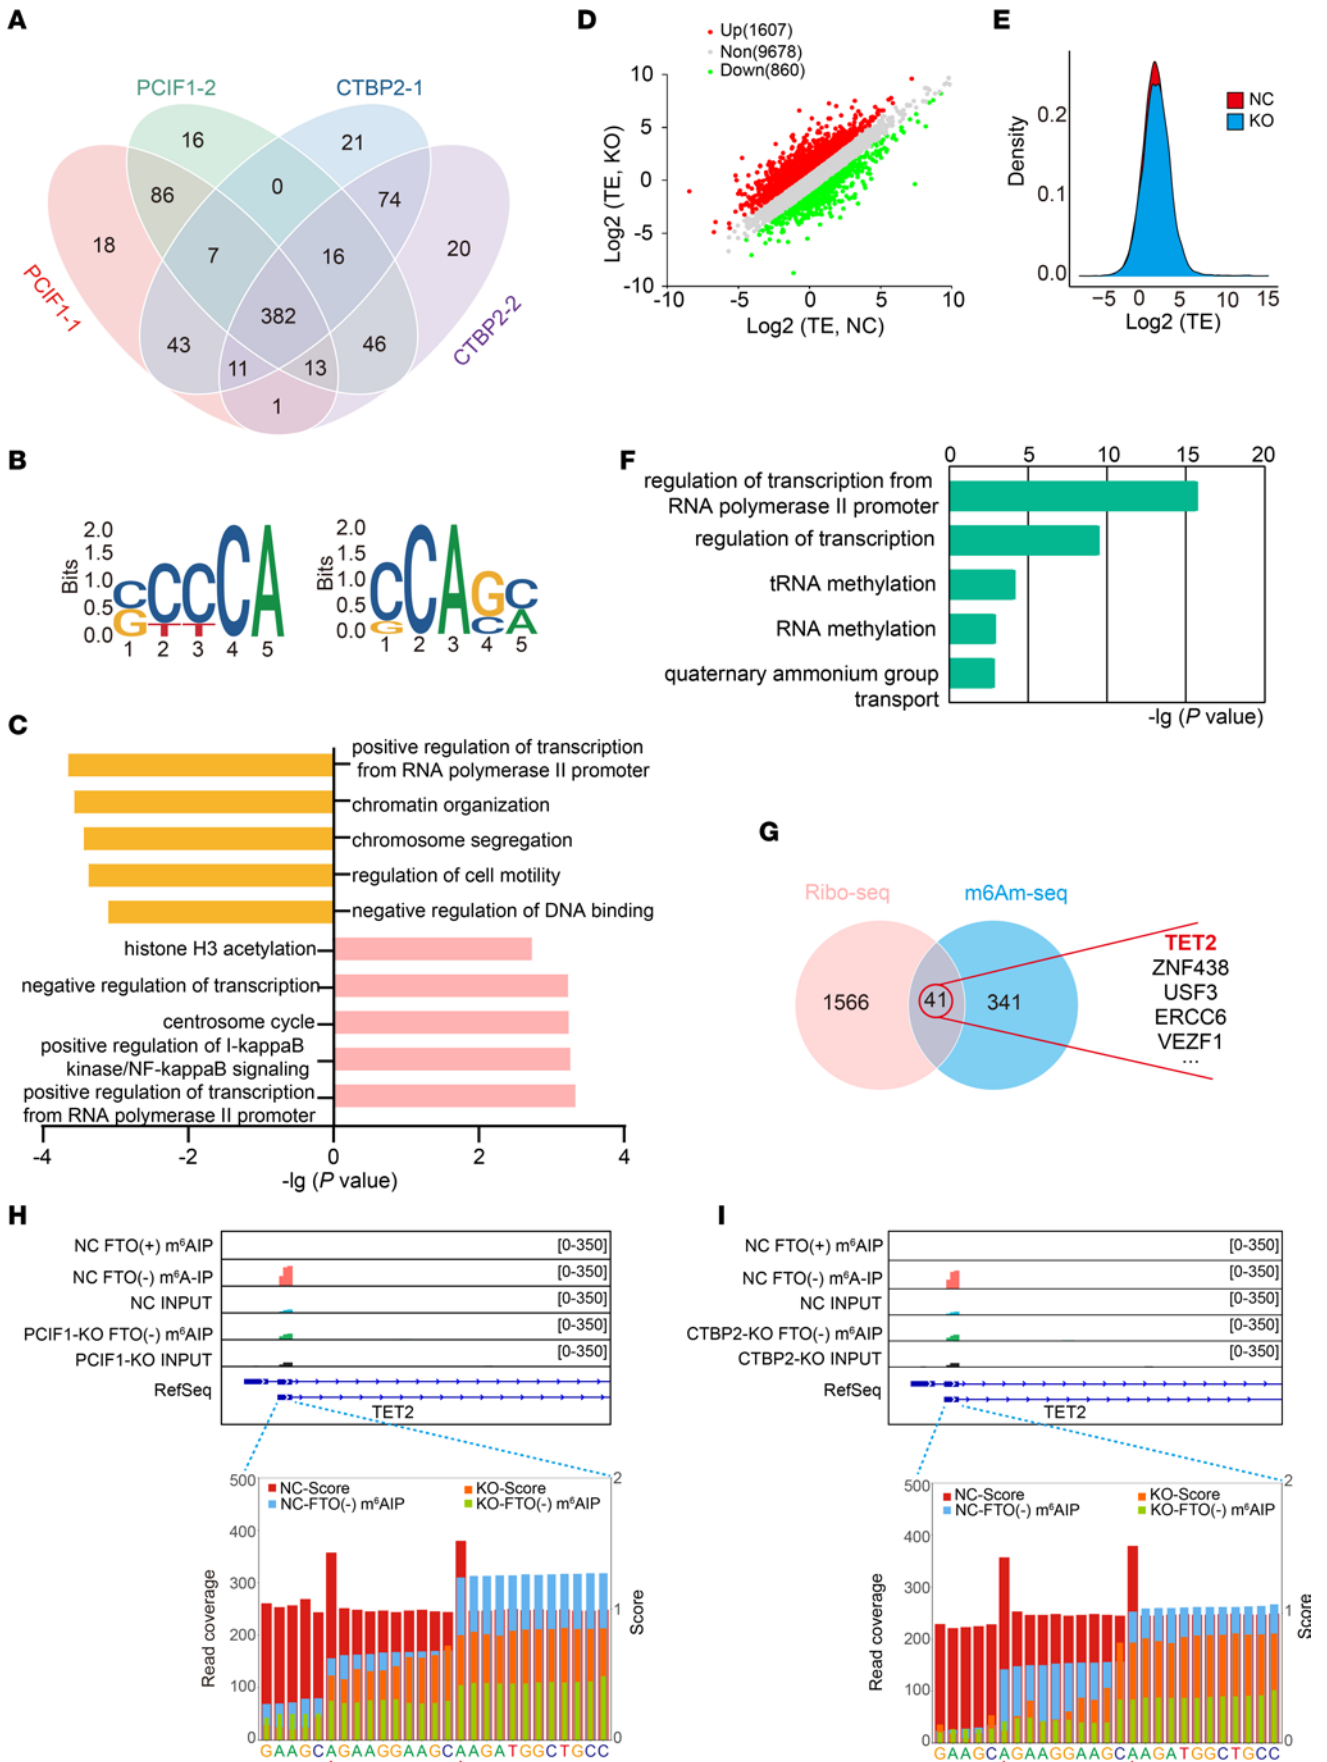 A
PCIF1-2
CTBP2-1
PCIF1-1
CTBP2-2
16
21
86
0
74
18
7
16
20
382
43
46
11
13
1
B
Bits
2.0
1.5
1.0
0.5
0.0
C
G
C
T
C
T
C
A
1 2 3 4 5
Bits
2.0
1.5
1.0
0.5
0.0
C
G
C
A
G
C
C
A
1 2 3 4 5
C
positive regulation of transcription
from RNA polymerase II promoter
chromatin organization
chromosome segregation
regulation of cell motility
negative regulation of DNA binding
histone H3 acetylation
negative regulation of transcription
centrosome cycle
positive regulation of I-kappaB
kinase/NF-kappaB signaling
positive regulation of transcription
from RNA polymerase II promoter
-4 -2 0 2 4
-lg (P value)
D
Up(1607)
Non(9678)
Down(860)
Log2 (TE, KO)
10
5
0
-5
-10
-10 -5 0 5 10
Log2 (TE, NC)
E
Density
0.2
0.1
0.0
NC
KO
−5 0 5 10 15
Log2 (TE)
F
0 5 10 15 20
regulation of transcription from
RNA polymerase II promoter
regulation of transcription
tRNA methylation
RNA methylation
quaternary ammonium group
transport
-lg (P value)
G
Ribo-seq
m6Am-seq
1566
41
341
TET2
ZNF438
USF3
ERCC6
VEZF1
...
H
NC FTO(+) m⁶AIP [0-350]
NC FTO(-) m⁶A-IP [0-350]
NC INPUT [0-350]
PCIF1-KO FTO(-) m⁶AIP [0-350]
PCIF1-KO INPUT [0-350]
RefSeq
TET2
NC-Score
NC-FTO(-) m⁶AIP
KO-Score
KO-FTO(-) m⁶AIP
Read coverage
500
400
300
200
100
0
2
1
0
Score
GAAGCAGAAGGAAGCAAGATGGCTGCC
I
NC FTO(+) m⁶AIP [0-350]
NC FTO(-) m⁶A-IP [0-350]
NC INPUT [0-350]
CTBP2-KO FTO(-) m⁶AIP [0-350]
CTBP2-KO INPUT [0-350]
RefSeq
TET2
NC-Score
NC-FTO(-) m⁶AIP
KO-Score
KO-FTO(-) m⁶AIP
Read coverage
500
400
300
200
100
0
2
1
0
Score
GAAGCAGAAGGAAGCAAGATGGCTGCC